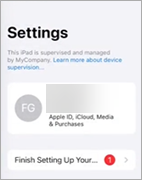 Settings
This iPad is supervised and managed
by MyCompany. Learn more about device
supervision...
FG
Apple ID, iCloud, Media
& Purchases
Finish Setting Up Your... 1